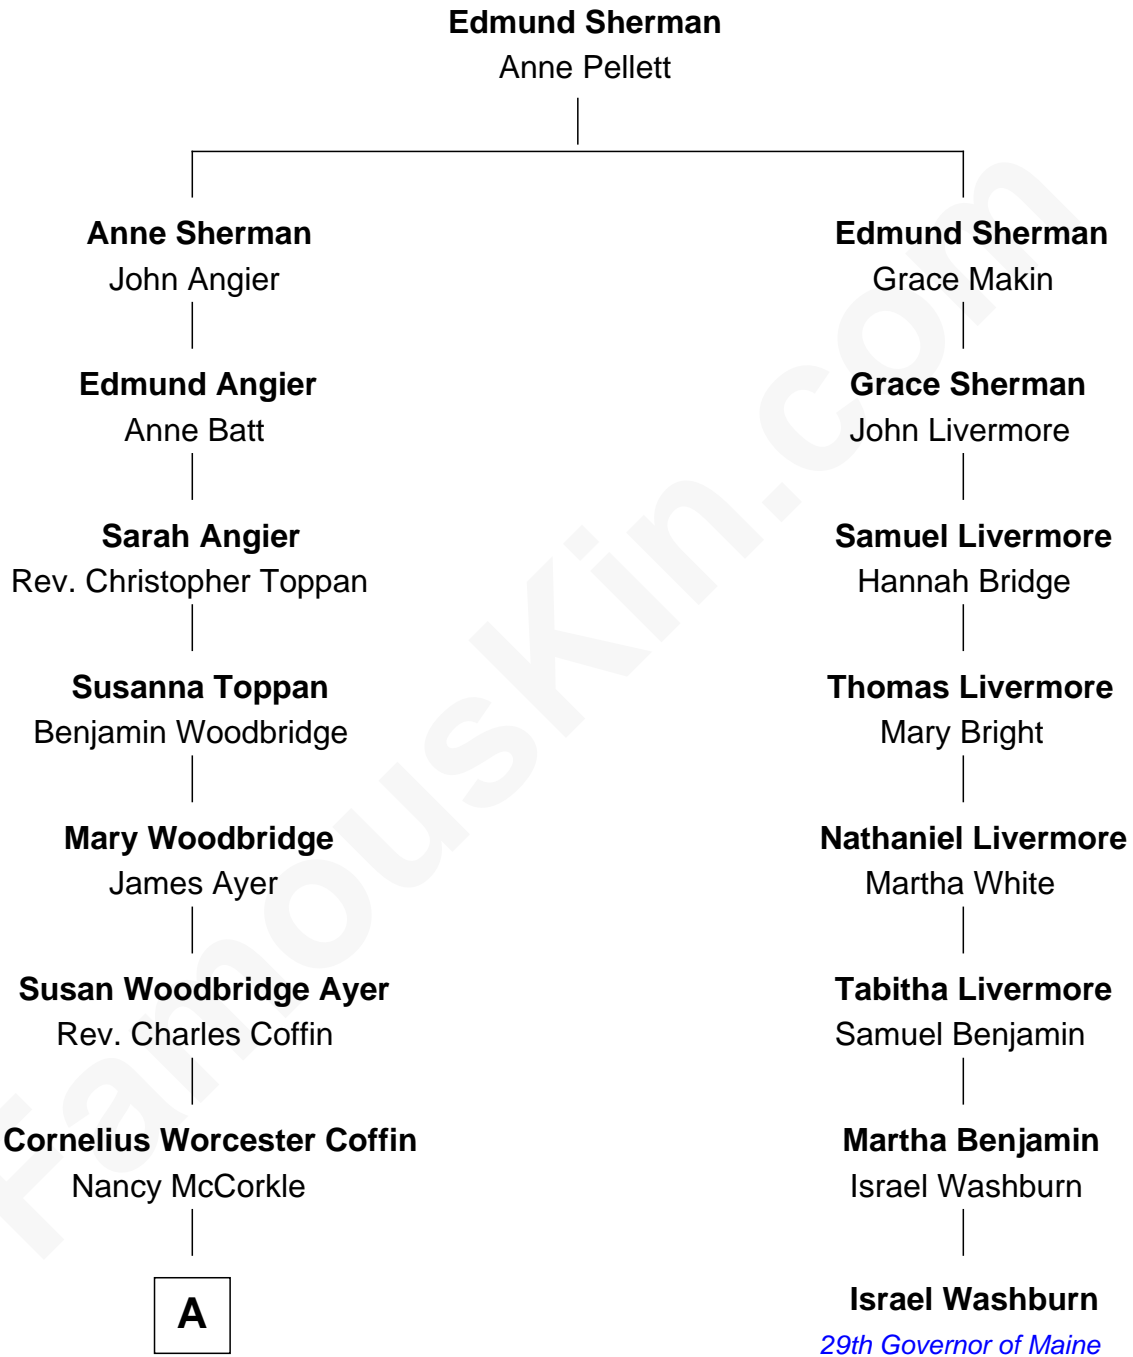 Edmund Sherman
Anne Pellett
Anne Sherman
John Angier
Edmund Angier
Anne Batt
Sarah Angier
Rev. Christopher Toppan
Susanna Toppan
Benjamin Woodbridge
Mary Woodbridge
James Ayer
Susan Woodbridge Ayer
Rev. Charles Coffin
Cornelius Worcester Coffin
Nancy McCorkle
A
Edmund Sherman
Grace Makin
Grace Sherman
John Livermore
Samuel Livermore
Hannah Bridge
Thomas Livermore
Mary Bright
Nathaniel Livermore
Martha White
Tabitha Livermore
Samuel Benjamin
Martha Benjamin
Israel Washburn
Israel Washburn
29th Governor of Maine
FamousKin.com